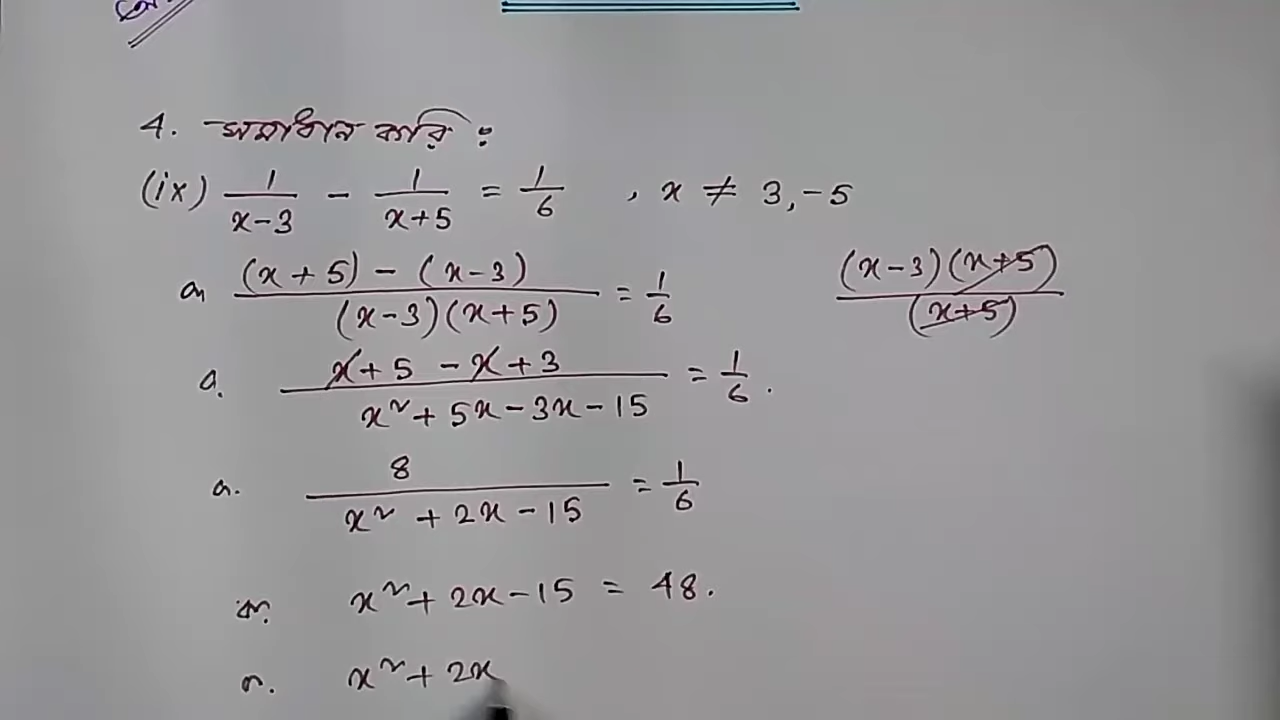 4. সমাধান করি :
(ix) 1/(x-3) - 1/(x+5) = 1/6 , x ≠ 3, -5
বা ((x+5) - (x-3))/((x-3)(x+5)) = 1/6
((x-3)(x+5))/(x+5)
বা. (x+5-x+3)/(x²+5x-3x-15) = 1/6.
বা. 8/(x²+2x-15) = 1/6
বা. x²+2x-15 = 48.
বা. x²+2x